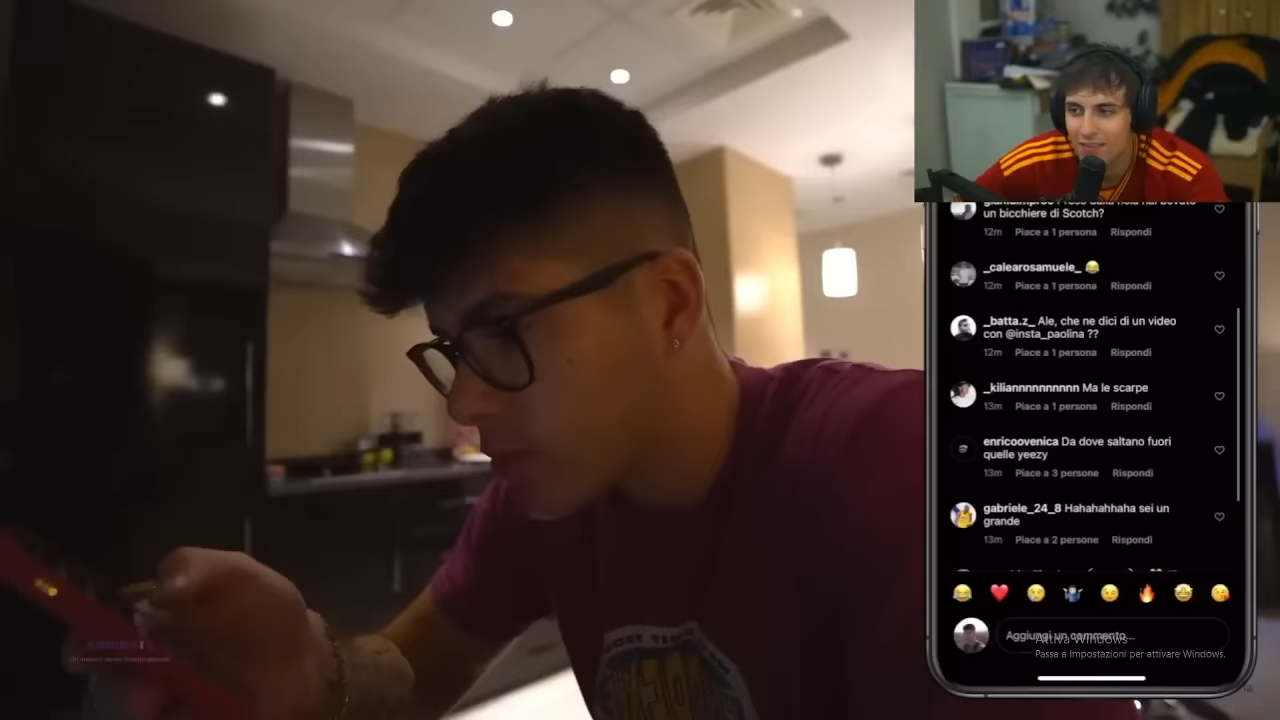 un bicchiere di Scotch?
12m Piace a 1 persona Rispondi
_calearosamuele_ 😂
12m Piace a 1 persona Rispondi
_batta.z_ Ale, che ne dici di un video
con @insta_paolina ??
12m Piace a 1 persona Rispondi
_kiliannnnnnnnnn Ma le scarpe
13m Piace a 1 persona Rispondi
enricoovenica Da dove saltano fuori
quelle yeezy
13m Piace a 3 persone Rispondi
gabriele_24_8 Hahahahhaha sei un
grande
13m Piace a 2 persone Rispondi
Aggiungi un commento...
Attiva Windows
Passa a Impostazioni per attivare Windows.